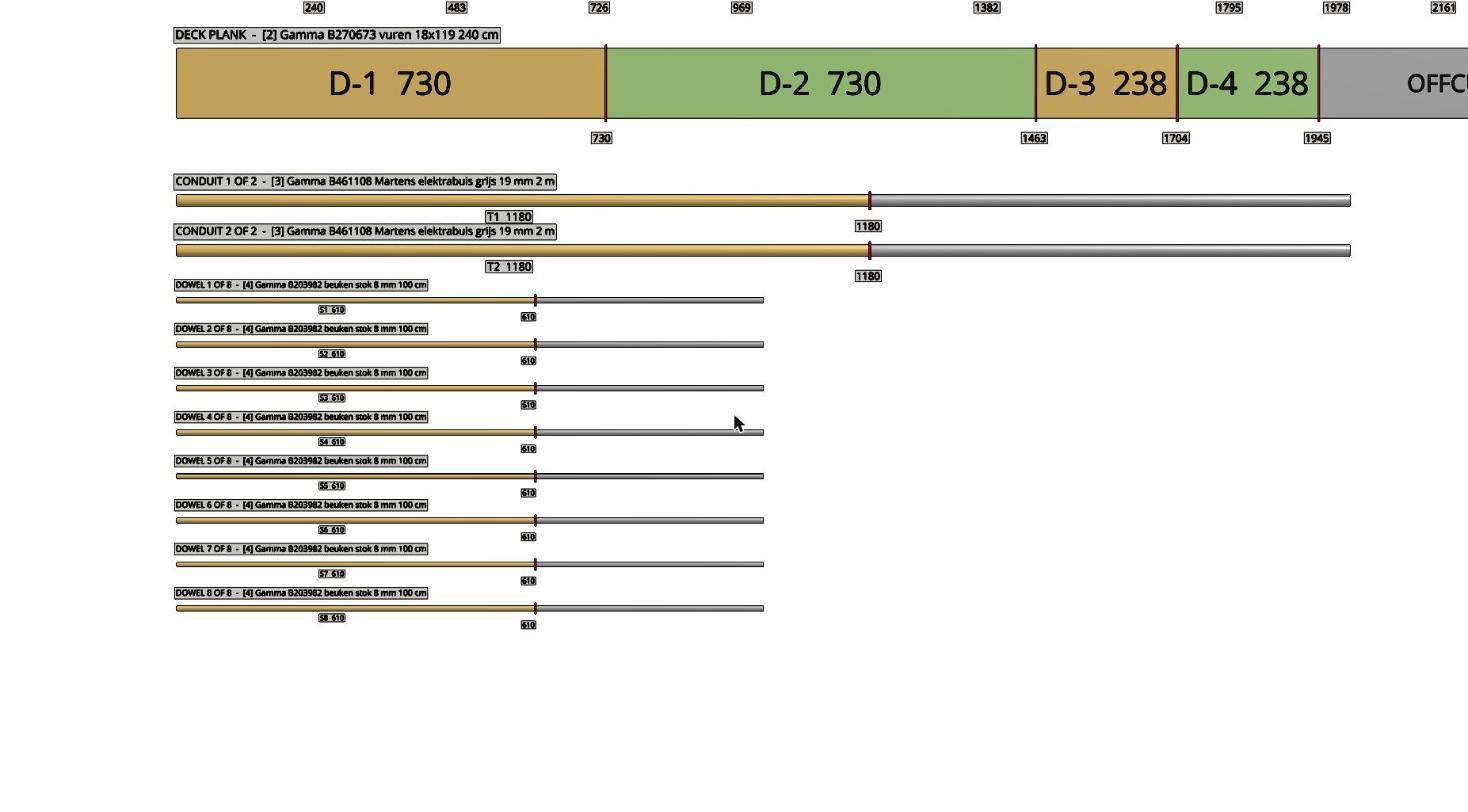 240 483 726 969 1382 1795 1978 2161
DECK PLANK - [2] Gamma B270673 vuren 18x119 240 cm
D-1 730 D-2 730 D-3 238 D-4 238 OFFCU
730 1463 1704 1945
CONDUIT 1 OF 2 - [3] Gamma B461108 Martens elektrabuis grijs 19 mm 2 m
T1 1180 1180
CONDUIT 2 OF 2 - [3] Gamma B461108 Martens elektrabuis grijs 19 mm 2 m
T2 1180 1180
DOWEL 1 OF 8 - [4] Gamma B203982 beuken stok 8 mm 100 cm
S1 610 610
DOWEL 2 OF 8 - [4] Gamma B203982 beuken stok 8 mm 100 cm
S2 610 610
DOWEL 3 OF 8 - [4] Gamma B203982 beuken stok 8 mm 100 cm
S3 610 610
DOWEL 4 OF 8 - [4] Gamma B203982 beuken stok 8 mm 100 cm
S4 610 610
DOWEL 5 OF 8 - [4] Gamma B203982 beuken stok 8 mm 100 cm
S5 610 610
DOWEL 6 OF 8 - [4] Gamma B203982 beuken stok 8 mm 100 cm
S6 610 610
DOWEL 7 OF 8 - [4] Gamma B203982 beuken stok 8 mm 100 cm
S7 610 610
DOWEL 8 OF 8 - [4] Gamma B203982 beuken stok 8 mm 100 cm
S8 610 610